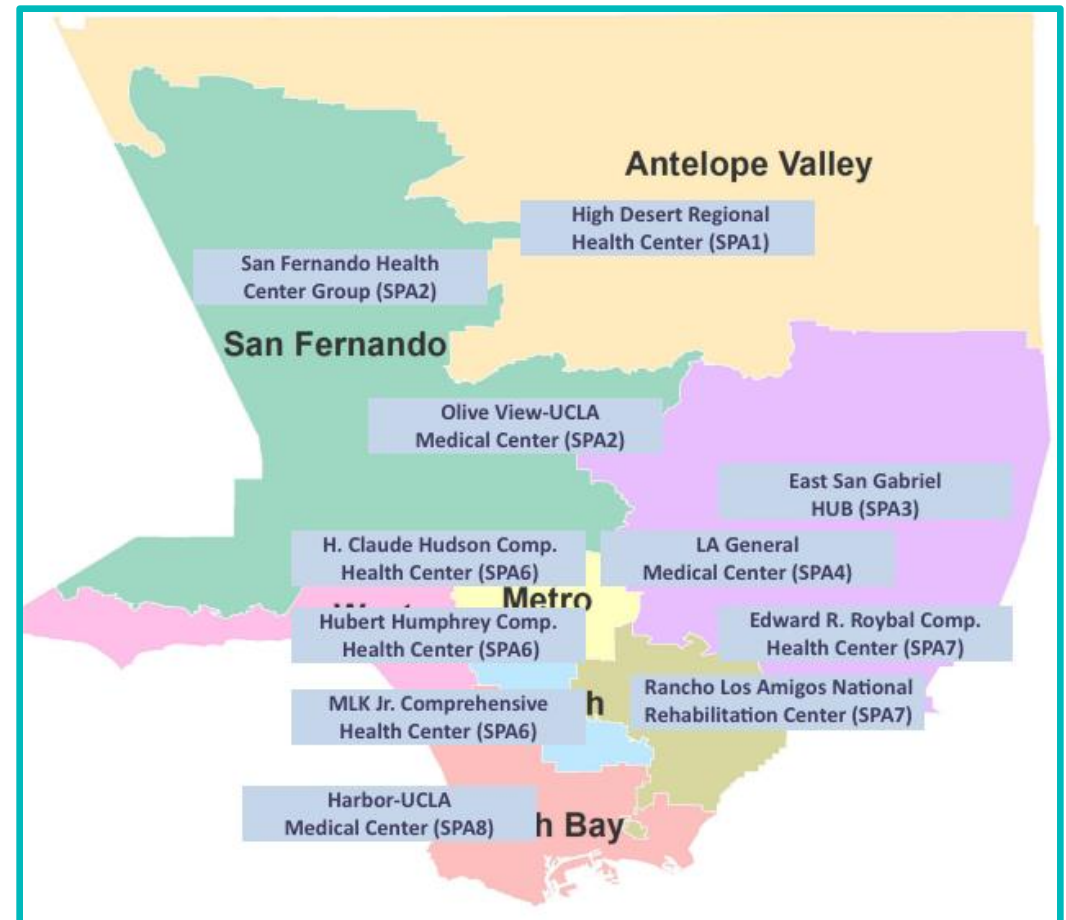 Antelope Valley
High Desert Regional
Health Center (SPA1)
San Fernando Health
Center Group (SPA2)
San Fernando
Olive View-UCLA
Medical Center (SPA2)
East San Gabriel
HUB (SPA3)
H. Claude Hudson Comp.
Health Center (SPA6)
LA General
Medical Center (SPA4)
Metro
Hubert Humphrey Comp.
Health Center (SPA6)
Edward R. Roybal Comp.
Health Center (SPA7)
MLK Jr. Comprehensive
Health Center (SPA6)
h
Rancho Los Amigos National
Rehabilitation Center (SPA7)
Harbor-UCLA
Medical Center (SPA8)
h Bay